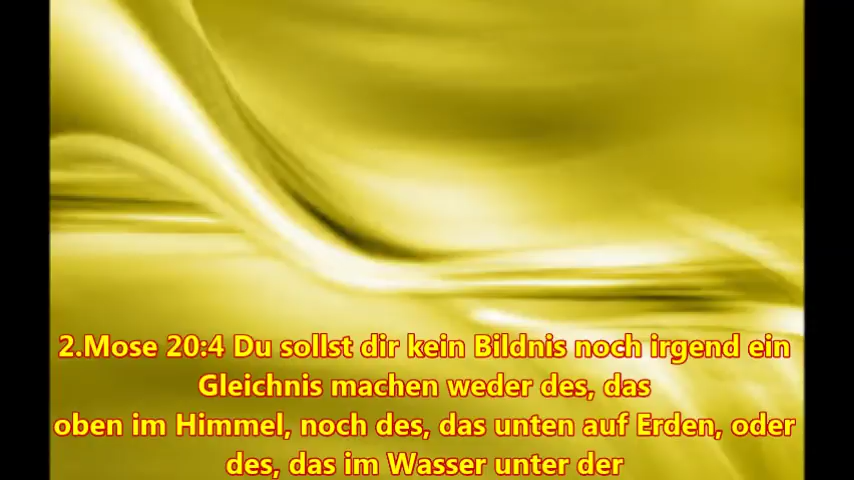 2.Mose 20:4 Du sollst dir kein Bildnis noch irgend ein
Gleichnis machen weder des, das
oben im Himmel, noch des, das unten auf Erden, oder
des, das im Wasser unter der